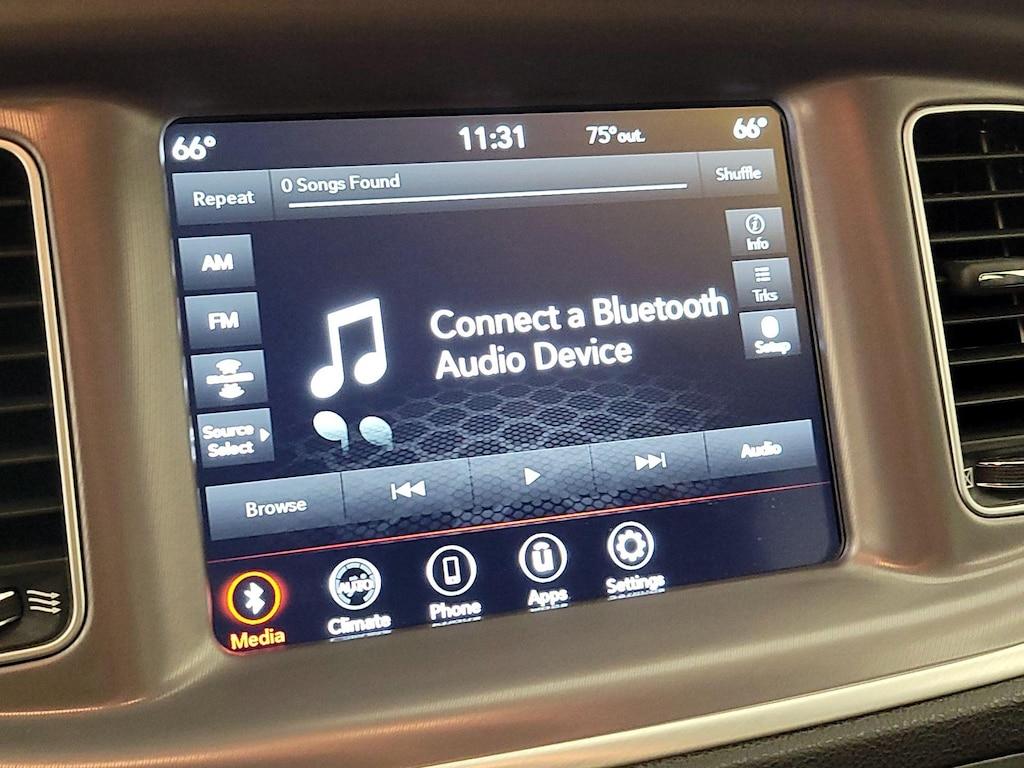 66° 11:31 75°out. 66°
Repeat 0 Songs Found Shuffle
AM
Info
FM
Trks
Connect a Bluetooth
Audio Device
Setup
Source
Select
Browse Audio
AUTO
Media Climate Phone Apps Settings